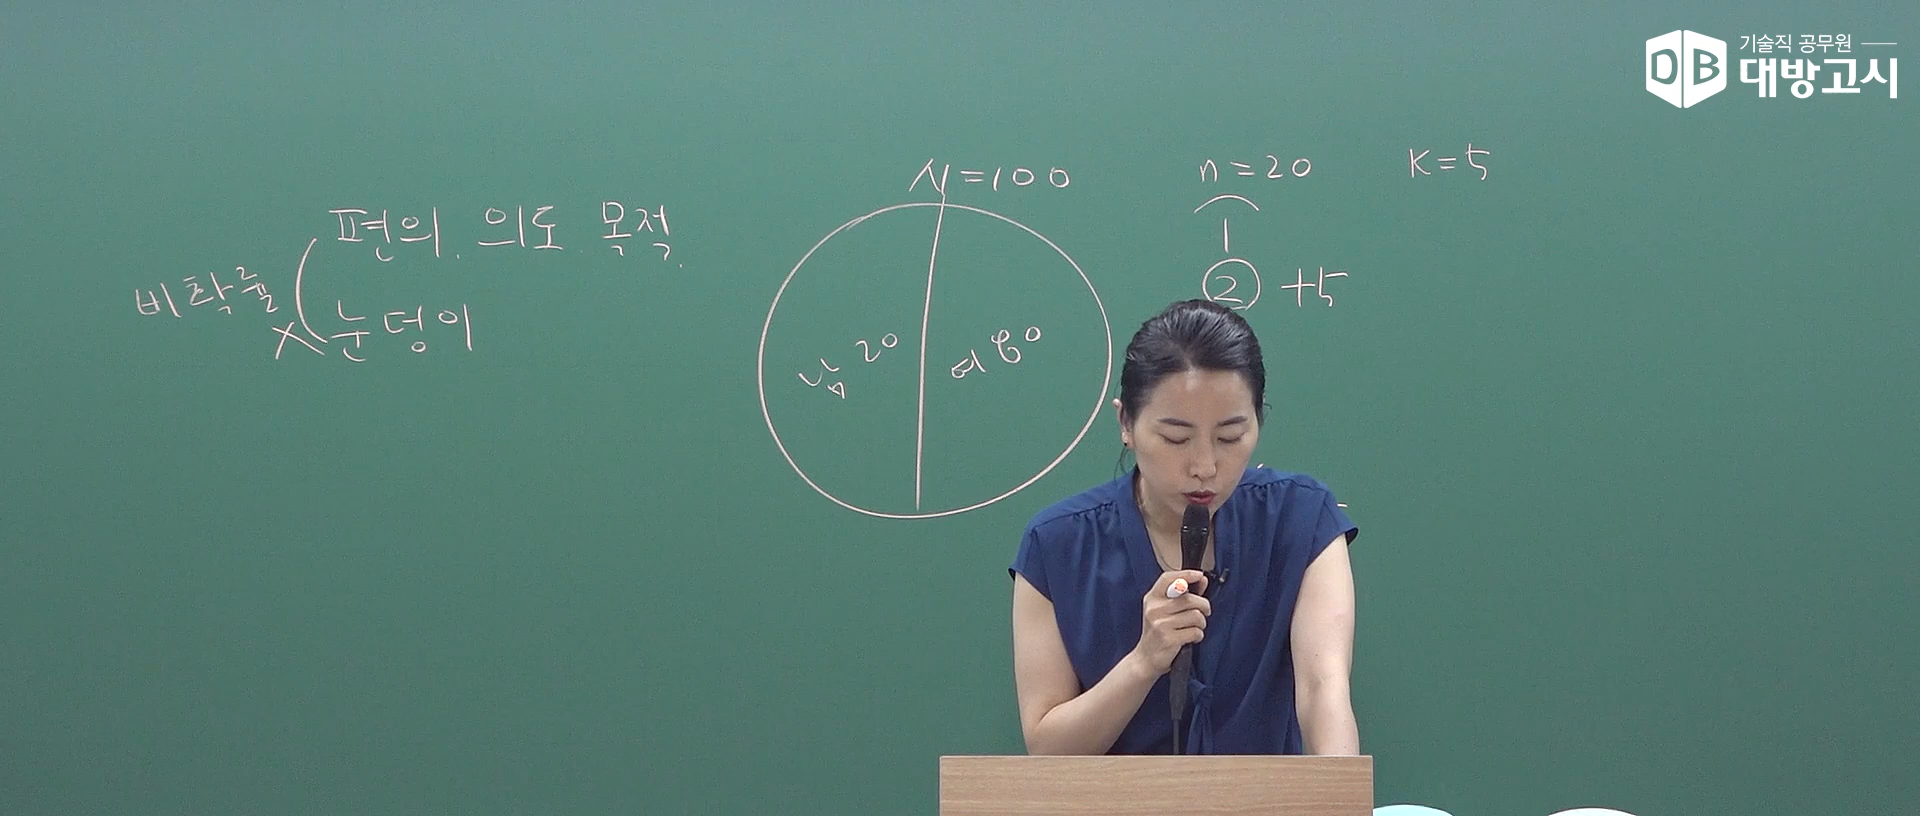 기술직 공무원
DB 대방고시
N=100
n=20
K=5
1
② +5
편의. 의도. 목적.
비확률
X 눈덩이
남 20
여 80